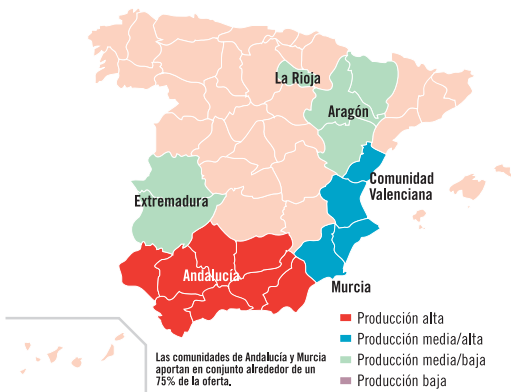 La Rioja
Aragón
Comunidad
Valenciana
Extremadura
Andalucía
Murcia
Producción alta
Producción media/alta
Producción media/baja
Producción baja
Las comunidades de Andalucía y Murcia
aportan en conjunto alrededor de un
75% de la oferta.